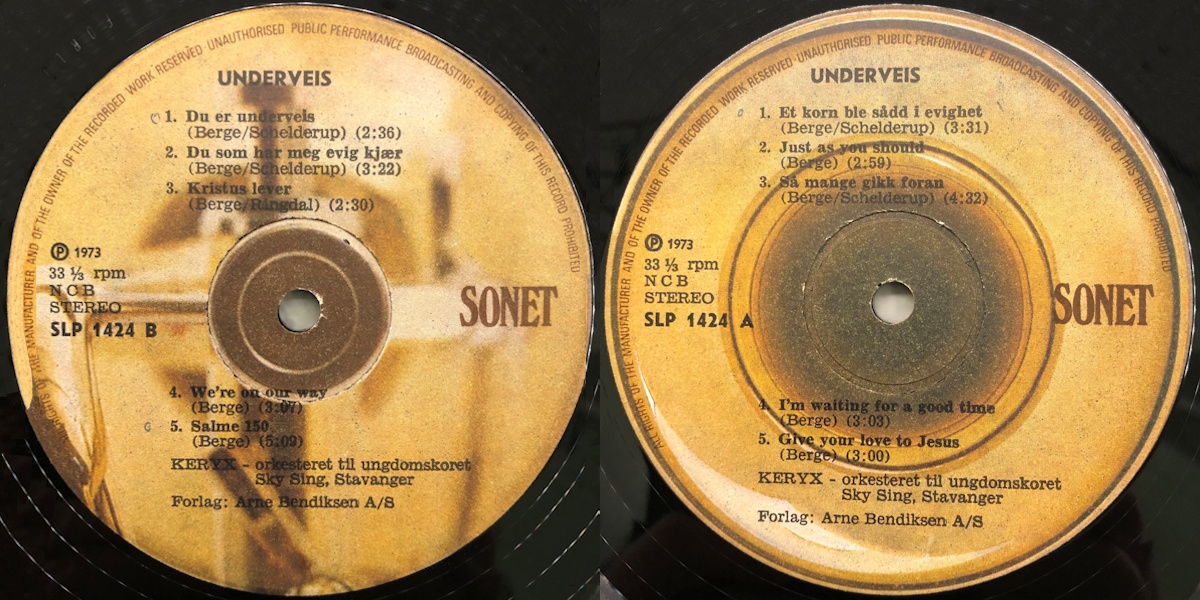 ALL RIGHTS OF THE MANUFACTURER AND OF THE OWNER OF THE RECORDED WORK RESERVED UNAUTHORISED PUBLIC PERFORMANCE BROADCASTING AND COPYING OF THIS RECORD PROHIBITED
UNDERVEIS
1. Du er underveis
(Berge/Schelderup) (2:36)
2. Du som har meg evig kjær
(Berge/Schelderup) (3:22)
3. Kristus lever
(Berge/Ringdal) (2:30)
Ⓟ 1973
33 ⅓ rpm
NCB
STEREO
SLP 1424 B
SONET
4. We're on our way
(Berge) (3:07)
5. Salme 150
(Berge) (5:09)
KERYX - orkesteret til ungdomskoret
Sky Sing, Stavanger
Forlag: Arne Bendiksen A/S
ALL RIGHTS OF THE MANUFACTURER AND OF THE OWNER OF THE RECORDED WORK RESERVED UNAUTHORISED PUBLIC PERFORMANCE BROADCASTING AND COPYING OF THIS RECORD PROHIBITED
UNDERVEIS
1. Et korn ble sådd i evighet
(Berge/Schelderup) (3:31)
2. Just as you should
(Berge) (2:59)
3. Så mange gikk foran
(Berge/Schelderup) (4:32)
Ⓟ 1973
33 ⅓ rpm
NCB
STEREO
SLP 1424 A
SONET
4. I'm waiting for a good time
(Berge) (3:03)
5. Give your love to Jesus
(Berge) (3:00)
KERYX - orkesteret til ungdomskoret
Sky Sing, Stavanger
Forlag: Arne Bendiksen A/S